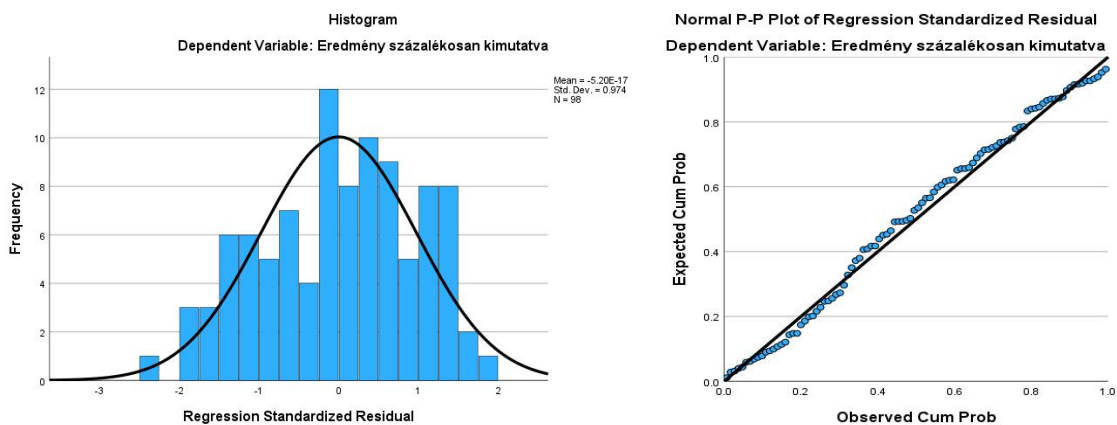 Histogram
Dependent Variable: Eredmény százalékosan kimutatva
Mean = -5.20E-17
Std. Dev. = 0.974
N = 98
Frequency
12
10
8
6
4
2
0
-3
-2
-1
0
1
2
Regression Standardized Residual
Normal P-P Plot of Regression Standardized Residual
Dependent Variable: Eredmény százalékosan kimutatva
Expected Cum Prob
1.0
0.8
0.6
0.4
0.2
0.0
0.0
0.2
0.4
0.6
0.8
1.0
Observed Cum Prob